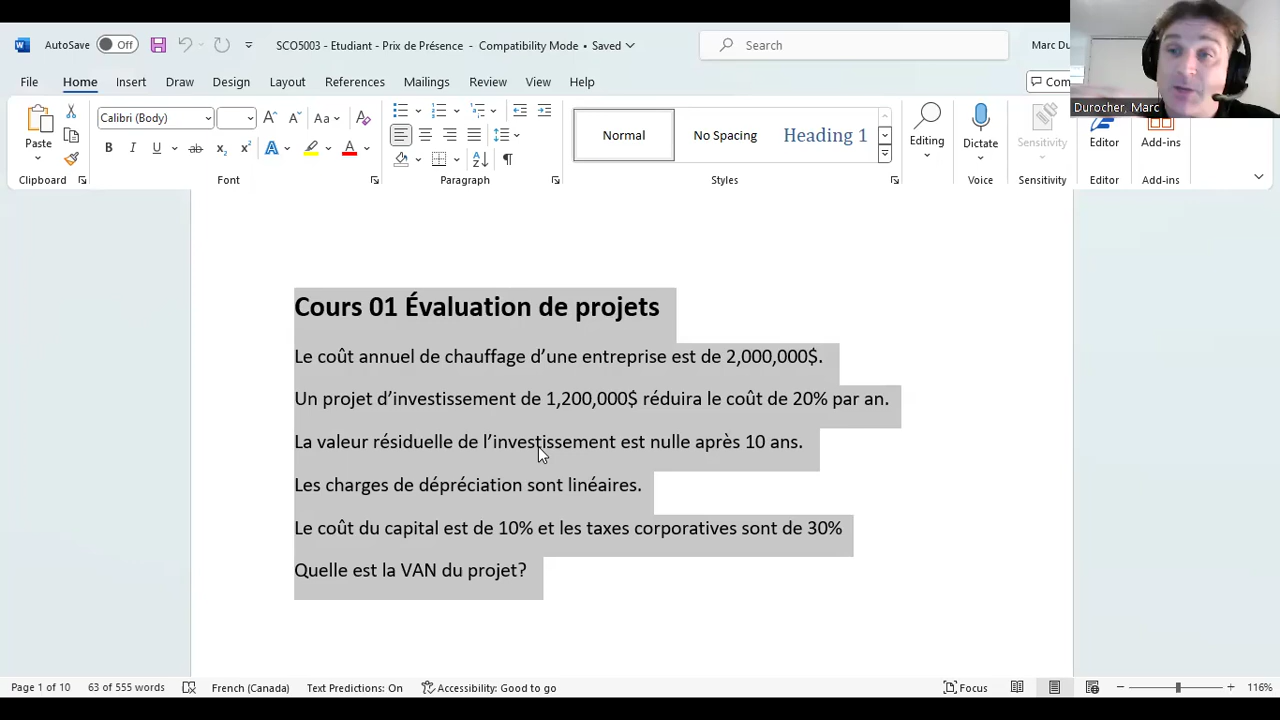 AutoSave Off SCO5003 - Etudiant - Prix de Présence - Compatibility Mode • Saved Search Marc Du
File Home Insert Draw Design Layout References Mailings Review View Help Com
Durocher, Marc
Paste Calibri (Body) Normal No Spacing Heading 1 Editing Dictate Sensitivity Editor Add-ins
Clipboard Font Paragraph Styles Voice Sensitivity Editor Add-ins
Cours 01 Évaluation de projets
Le coût annuel de chauffage d’une entreprise est de 2,000,000$.
Un projet d’investissement de 1,200,000$ réduira le coût de 20% par an.
La valeur résiduelle de l’investissement est nulle après 10 ans.
Les charges de dépréciation sont linéaires.
Le coût du capital est de 10% et les taxes corporatives sont de 30%
Quelle est la VAN du projet?
Page 1 of 10 63 of 555 words French (Canada) Text Predictions: On Accessibility: Good to go Focus 116%